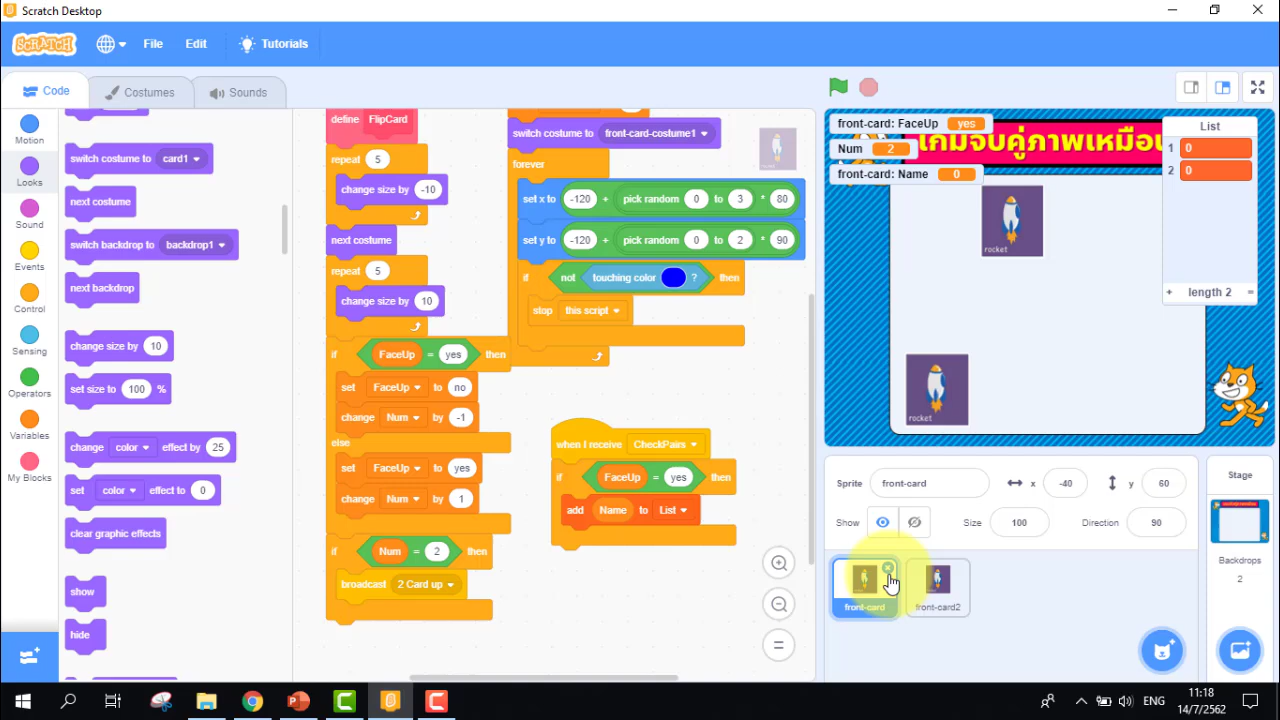 Scratch Desktop
SCRATCH
File Edit Tutorials
Code Costumes Sounds
Motion
Looks
Sound
Events
Control
Sensing
Operators
Variables
My Blocks
switch costume to card1
next costume
switch backdrop to backdrop1
next backdrop
change size by 10
set size to 100 %
change color effect by 25
set color effect to 0
clear graphic effects
show
hide
define FlipCard
repeat 5
change size by -10
next costume
repeat 5
change size by 10
if FaceUp = yes then
set FaceUp to no
change Num by -1
else
set FaceUp to yes
change Num by 1
if Num = 2 then
broadcast 2 Card up
switch costume to front-card-costume1
forever
set x to -120 + pick random 0 to 3 * 80
set y to -120 + pick random 0 to 2 * 90
if not touching color ? then
stop this script
when I receive CheckPairs
if FaceUp = yes then
add Name to List
front-card: FaceUp yes
Num 2
front-card: Name 0
เกมจับคู่ภาพเหมือน
List
1 0
2 0
+ length 2 =
rocket
rocket
Sprite front-card x -40 y 60
Show Size 100 Direction 90
front-card
front-card2
Stage
Backdrops
2
ENG
11:18
14/7/2562